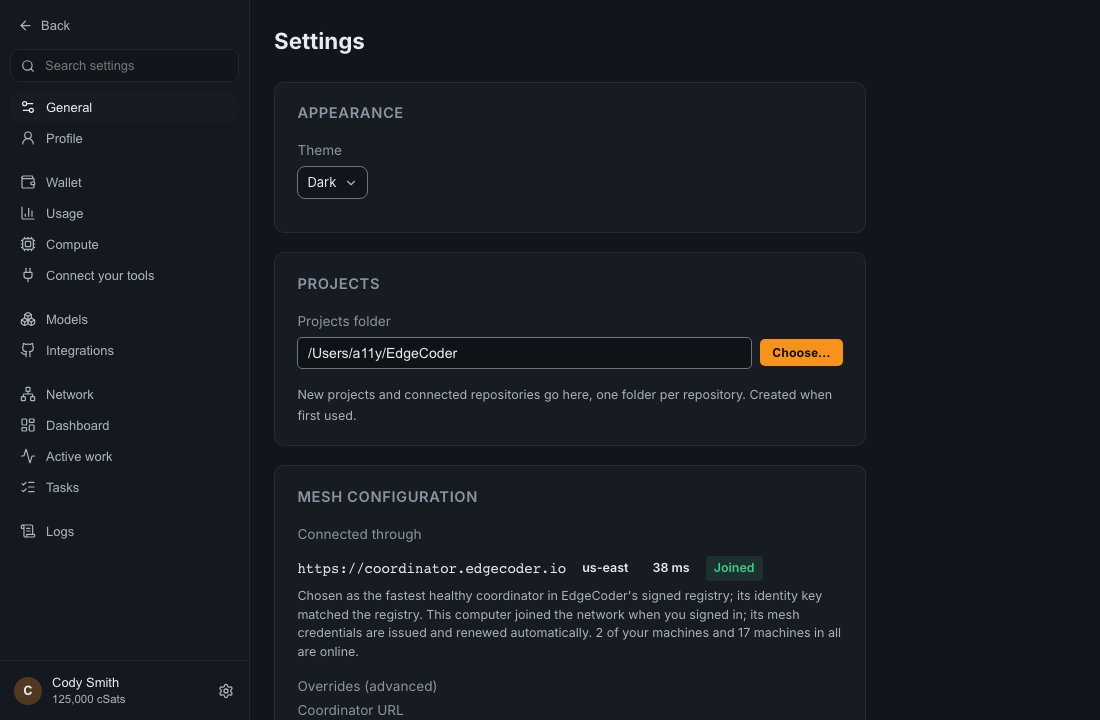 Back
Search settings
General
Profile
Wallet
Usage
Compute
Connect your tools
Models
Integrations
Network
Dashboard
Active work
Tasks
Logs
C
Cody Smith
125,000 cSats
Settings
APPEARANCE
Theme
Dark
PROJECTS
Projects folder
/Users/a11y/EdgeCoder
Choose...
New projects and connected repositories go here, one folder per repository. Created when
first used.
MESH CONFIGURATION
Connected through
https://coordinator.edgecoder.io us-east 38 ms Joined
Chosen as the fastest healthy coordinator in EdgeCoder's signed registry; its identity key
matched the registry. This computer joined the network when you signed in; its mesh
credentials are issued and renewed automatically. 2 of your machines and 17 machines in all
are online.
Overrides (advanced)
Coordinator URL